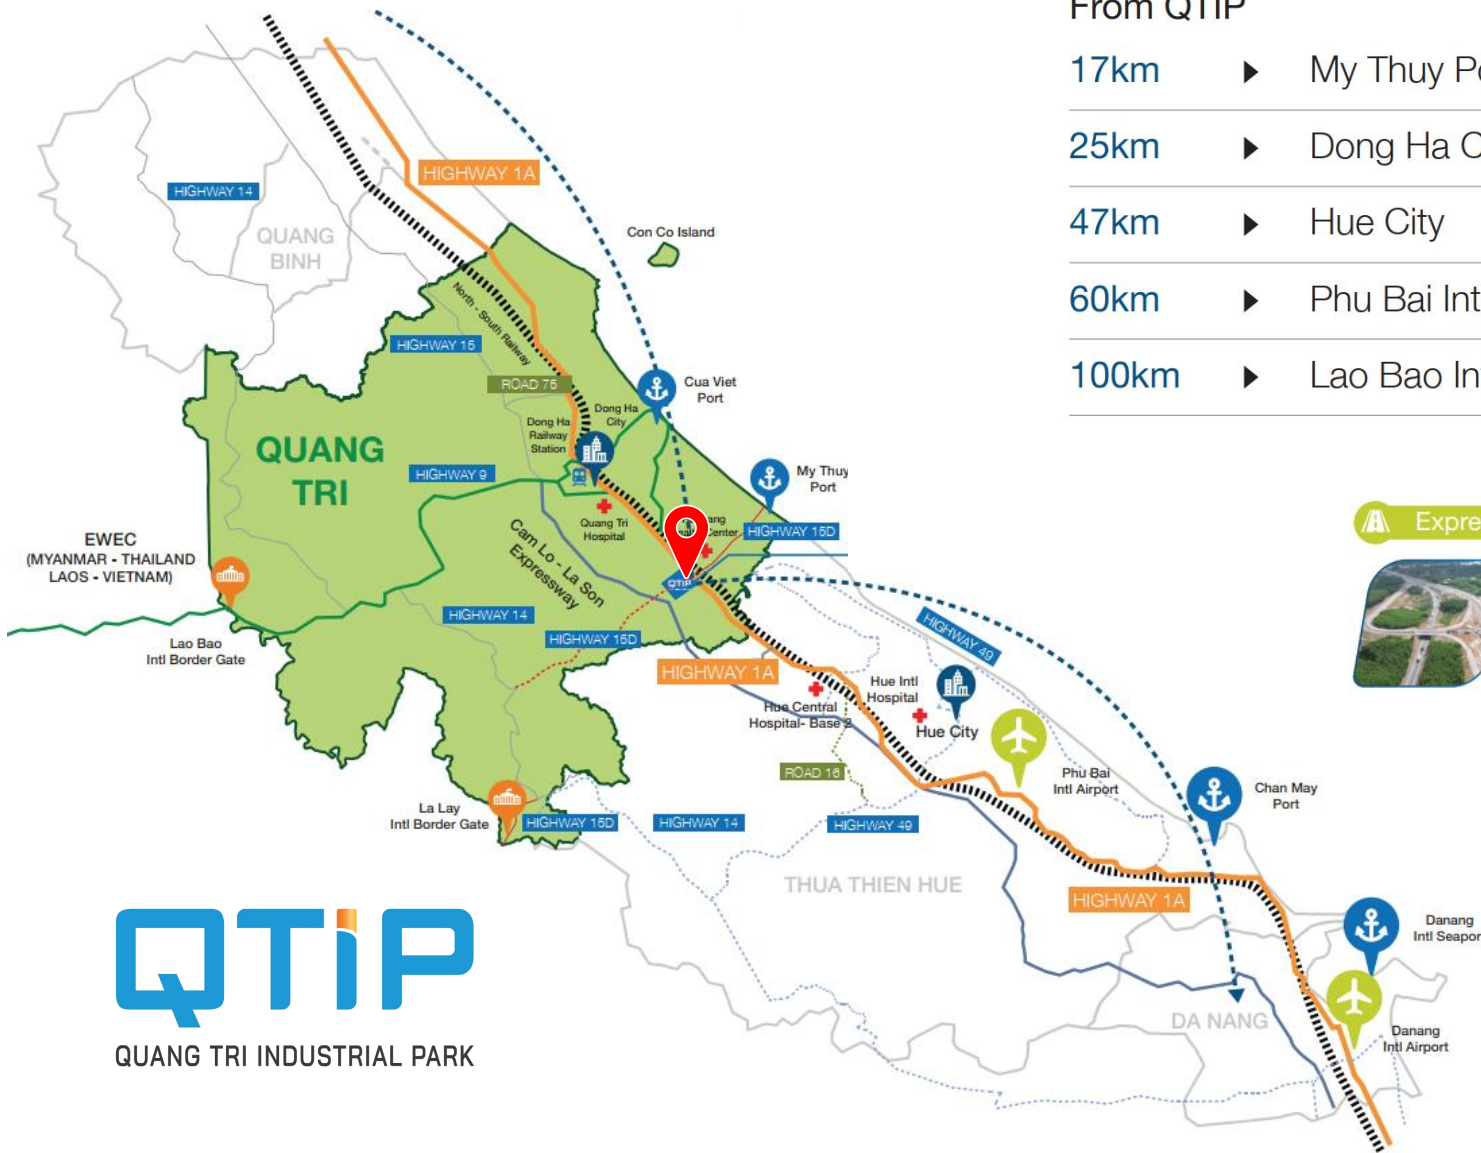 From QTIP
17km
My Thuy Po
25km
Dong Ha C
47km
Hue City
60km
Phu Bai Int
100km
Lao Bao In
HIGHWAY 1A
HIGHWAY 14
QUANG
BINH
Con Co Island
North - South Railway
HIGHWAY 15
ROAD 75
Cua Viet
Port
Dong Ha
City
Dong Ha
Railway
Station
QUANG
TRI
HIGHWAY 9
My Thuy
Port
Expre
Quang Tri
Hospital
ang
Center
HIGHWAY 15D
Cam Lo - La Son
Expressway
EWEC
(MYANMAR - THAILAND
LAOS - VIETNAM)
QTIP
HIGHWAY 14
HIGHWAY 15D
Lao Bao
Intl Border Gate
HIGHWAY 49
HIGHWAY 1A
Hue Intl
Hospital
Hue Central
Hospital- Base 2
Hue City
ROAD 16
Phu Bai
Intl Airport
Chan May
Port
La Lay
Intl Border Gate
HIGHWAY 15D
HIGHWAY 14
HIGHWAY 49
THUA THIEN HUE
HIGHWAY 1A
Danang
Intl Seapor
DA NANG
Danang
Intl Airport
QTIP
QUANG TRI INDUSTRIAL PARK